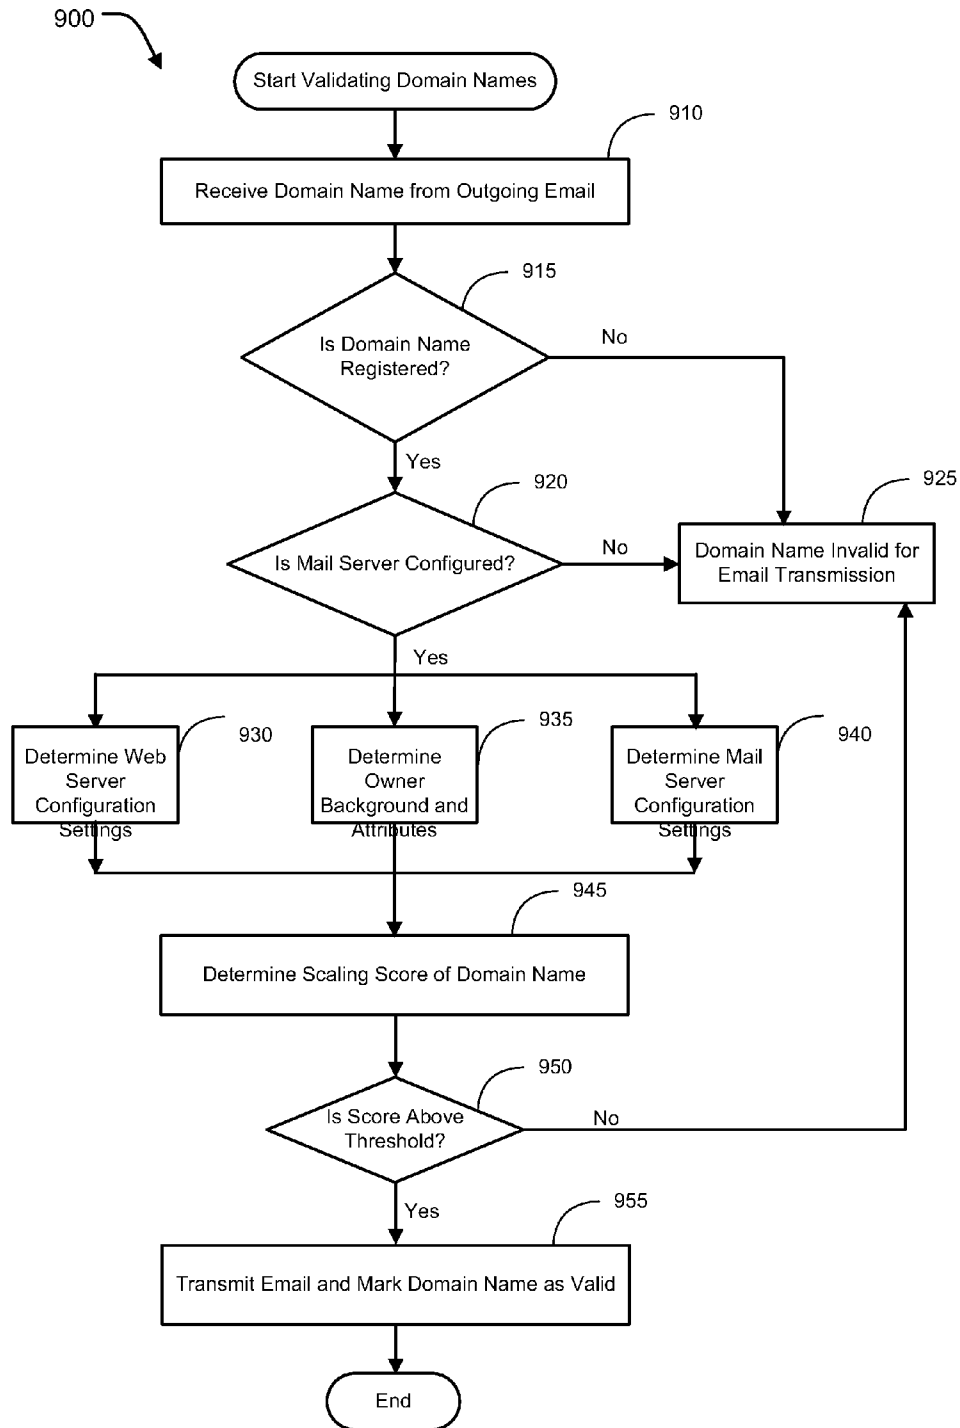 900
Start Validating Domain Names
910
Receive Domain Name from Outgoing Email
915
Is Domain Name
Registered?
No
Yes
920
925
Is Mail Server Configured?
No
Domain Name Invalid for
Email Transmission
Yes
930
935
940
Determine Web
Server
Configuration
Settings
Determine
Owner
Background and
Attributes
Determine Mail
Server
Configuration
Settings
945
Determine Scaling Score of Domain Name
950
Is Score Above
Threshold?
No
Yes
955
Transmit Email and Mark Domain Name as Valid
End